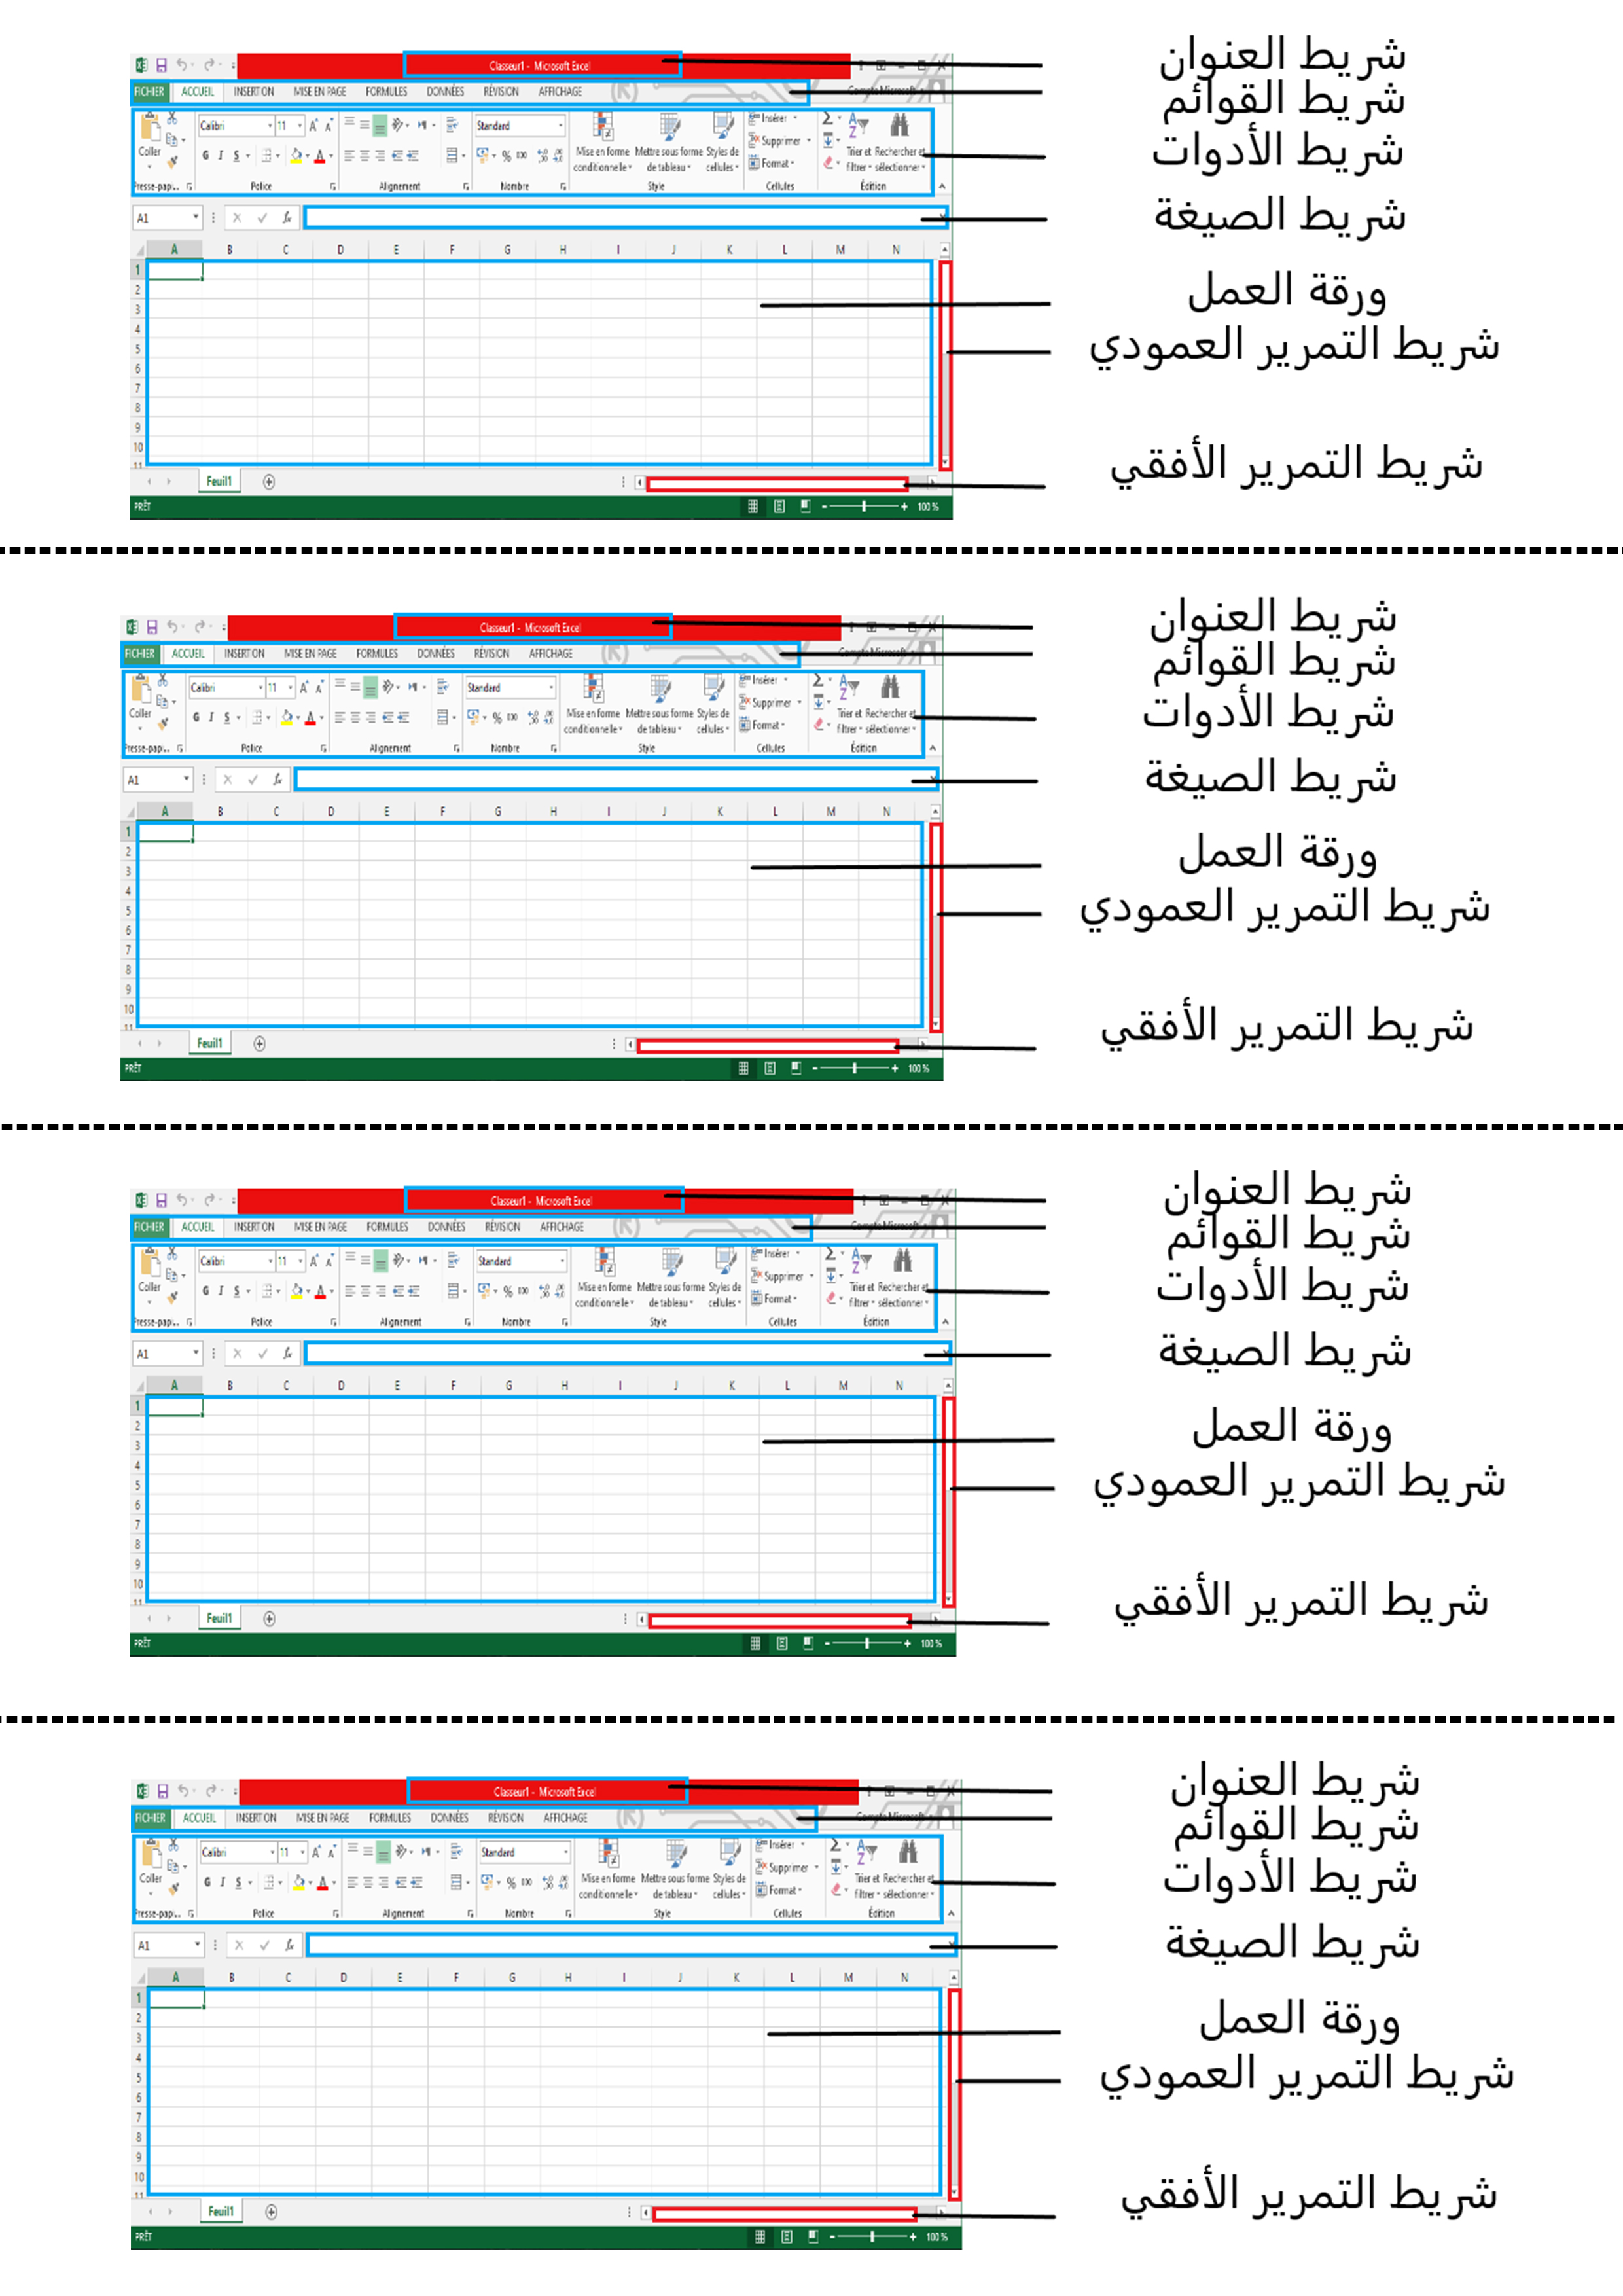 Classeur1 - Microsoft Excel
شريط العنوان
FICHIER ACCUEIL INSERTION MISE EN PAGE FORMULES DONNÉES RÉVISION AFFICHAGE
شريط القوائم
Calibri 11 Standard Insérer
Supprimer
شريط الأدوات
Coller G I S % 000 Mise en forme Mettre sous forme Styles de Format Trier et Rechercher et
conditionnelle de tableau cellules filtrer sélectionner
Presse-pap... Police Alignement Nombre Style Cellules Édition
A1 fx
شريط الصيغة
A B C D E F G H I J K L M N
1
2
3
ورقة العمل
4
5
شريط التمرير العمودي
6
7
8
9
10
11
شريط التمرير الأفقي
Feuil1
PRÊT 100 %
Classeur1 - Microsoft Excel
شريط العنوان
FICHIER ACCUEIL INSERTION MISE EN PAGE FORMULES DONNÉES RÉVISION AFFICHAGE
شريط القوائم
Calibri 11 Standard Insérer
Supprimer
شريط الأدوات
Coller G I S % 000 Mise en forme Mettre sous forme Styles de Format Trier et Rechercher et
conditionnelle de tableau cellules filtrer sélectionner
Presse-pap... Police Alignement Nombre Style Cellules Édition
A1 fx
شريط الصيغة
A B C D E F G H I J K L M N
1
2
3
ورقة العمل
4
5
شريط التمرير العمودي
6
7
8
9
10
11
شريط التمرير الأفقي
Feuil1
PRÊT 100 %
Classeur1 - Microsoft Excel
شريط العنوان
FICHIER ACCUEIL INSERTION MISE EN PAGE FORMULES DONNÉES RÉVISION AFFICHAGE
شريط القوائم
Calibri 11 Standard Insérer
Supprimer
شريط الأدوات
Coller G I S % 000 Mise en forme Mettre sous forme Styles de Format Trier et Rechercher et
conditionnelle de tableau cellules filtrer sélectionner
Presse-pap... Police Alignement Nombre Style Cellules Édition
A1 fx
شريط الصيغة
A B C D E F G H I J K L M N
1
2
3
ورقة العمل
4
5
شريط التمرير العمودي
6
7
8
9
10
11
شريط التمرير الأفقي
Feuil1
PRÊT 100 %
Classeur1 - Microsoft Excel
شريط العنوان
FICHIER ACCUEIL INSERTION MISE EN PAGE FORMULES DONNÉES RÉVISION AFFICHAGE
شريط القوائم
Calibri 11 Standard Insérer
Supprimer
شريط الأدوات
Coller G I S % 000 Mise en forme Mettre sous forme Styles de Format Trier et Rechercher et
conditionnelle de tableau cellules filtrer sélectionner
Presse-pap... Police Alignement Nombre Style Cellules Édition
A1 fx
شريط الصيغة
A B C D E F G H I J K L M N
1
2
3
ورقة العمل
4
5
شريط التمرير العمودي
6
7
8
9
10
11
شريط التمرير الأفقي
Feuil1
PRÊT 100 %